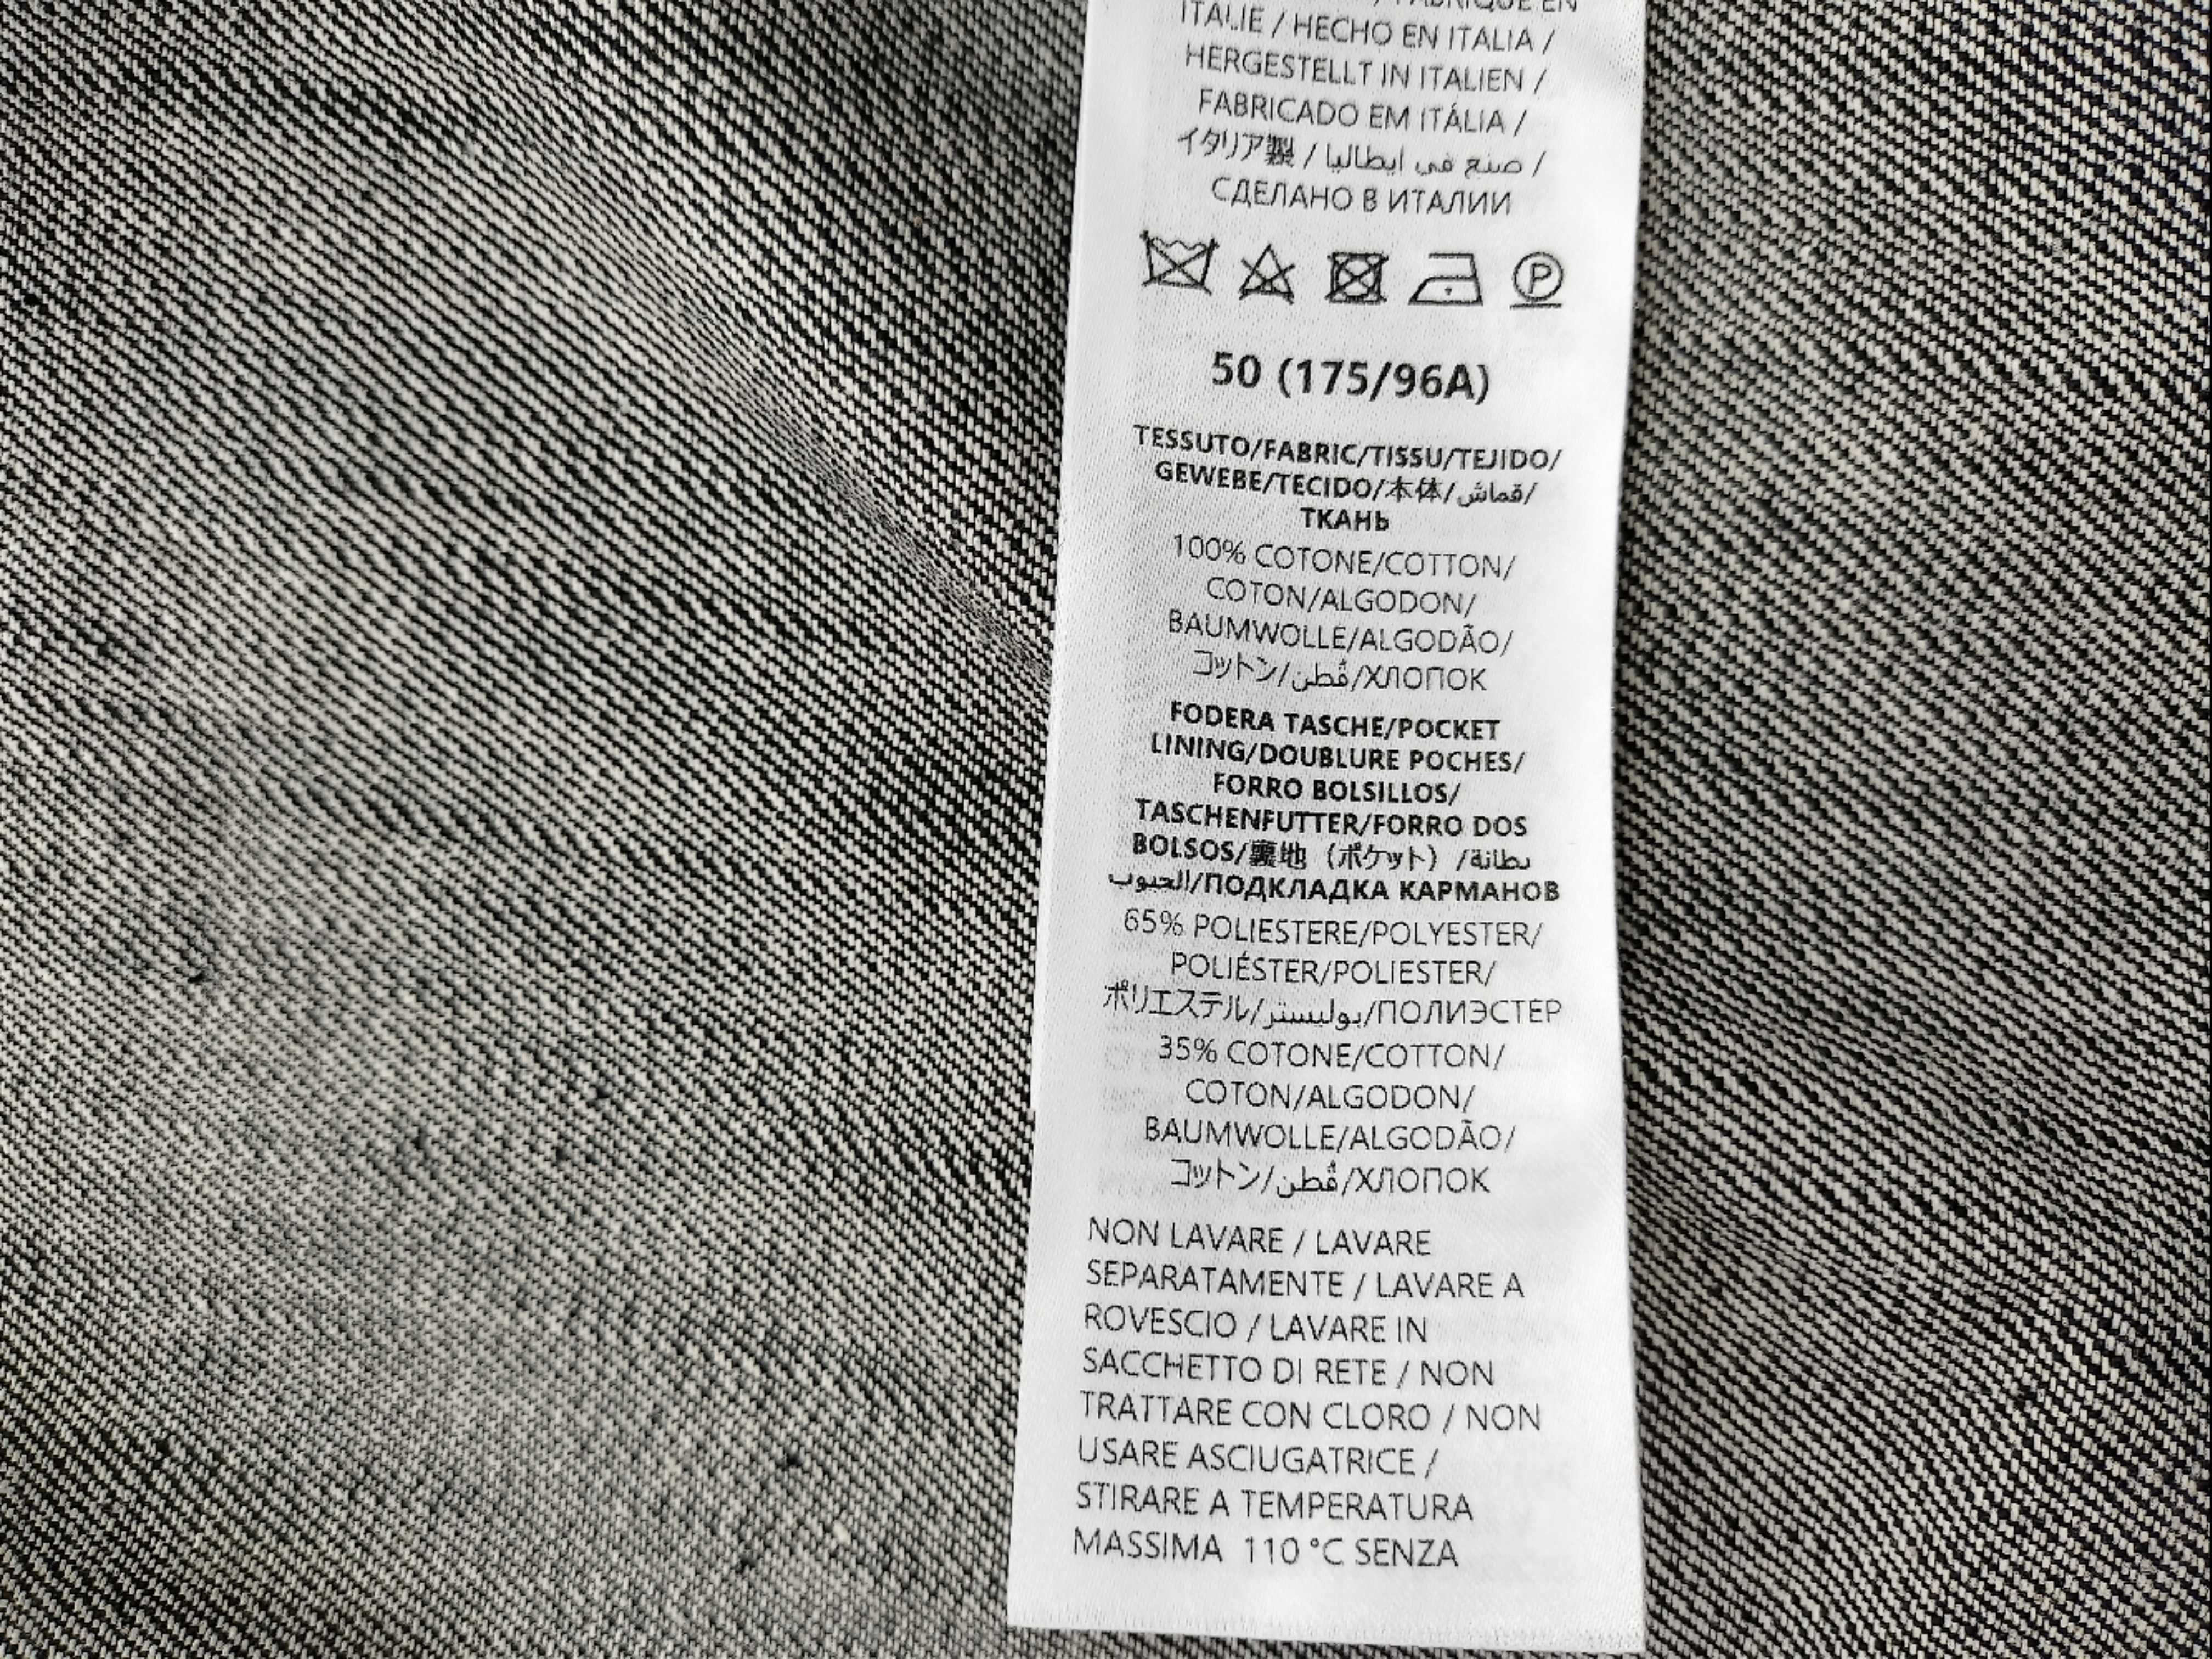 FABRIQUÉ EN
ITALIE / HECHO EN ITALIA /
HERGESTELLT IN ITALIEN /
FABRICADO EM ITÁLIA /
イタリア製 / صنع في ايطاليا /
СДЕЛАНО В ИТАЛИИ
P
50 (175/96A)
TESSUTO/FABRIC/TISSU/TEJIDO/
GEWEBE/TECIDO/本体/قماش/
ТКАНЬ
100% COTONE/COTTON/
COTON/ALGODON/
BAUMWOLLE/ALGODÃO/
コットン/قُطن/ХЛОПОК
FODERA TASCHE/POCKET
LINING/DOUBLURE POCHES/
FORRO BOLSILLOS/
TASCHENFUTTER/FORRO DOS
BOLSOS/裏地（ポケット）/بطانة
الجيوب/ПОДКЛАДКА КАРМАНОВ
65% POLIESTERE/POLYESTER/
POLIÉSTER/POLIESTER/
ポリエステル/بوليستر/ПОЛИЭСТЕР
35% COTONE/COTTON/
COTON/ALGODON/
BAUMWOLLE/ALGODÃO/
コットン/قُطن/ХЛОПОК
NON LAVARE / LAVARE
SEPARATAMENTE / LAVARE A
ROVESCIO / LAVARE IN
SACCHETTO DI RETE / NON
TRATTARE CON CLORO / NON
USARE ASCIUGATRICE /
STIRARE A TEMPERATURA
MASSIMA 110 °C SENZA